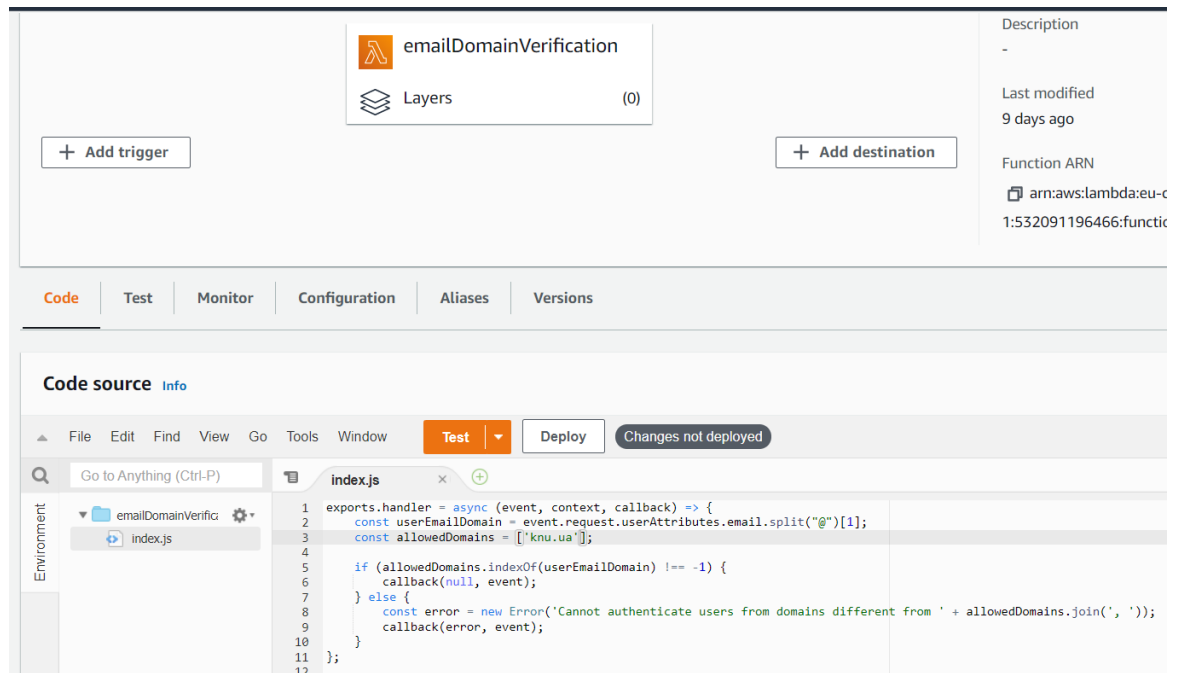 emailDomainVerification
Layers (0)
+ Add trigger
+ Add destination
Description
-
Last modified
9 days ago
Function ARN
arn:aws:lambda:eu-c
1:532091196466:functic
Code Test Monitor Configuration Aliases Versions
Code source Info
File Edit Find View Go Tools Window Test Deploy Changes not deployed
Go to Anything (Ctrl-P) index.js ×
Environment
emailDomainVerific
index.js
1 exports.handler = async (event, context, callback) => {
2 const userEmailDomain = event.request.userAttributes.email.split("@")[1];
3 const allowedDomains = ['knu.ua'];
4
5 if (allowedDomains.indexOf(userEmailDomain) !== -1) {
6 callback(null, event);
7 } else {
8 const error = new Error('Cannot authenticate users from domains different from ' + allowedDomains.join(', '));
9 callback(error, event);
10 }
11 };
12